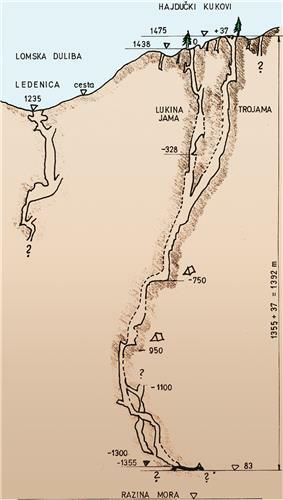 HAJDUČKI KUKOVI
1475
+37
1438
0
?
LOMSKA DULIBA
LEDENICA
cesta
1235
LUKINA
JAMA
TROJAMA
-328
?
-750
1355 + 37 = 1392 m
950
?
-1100
-1300
-1355
83
?
?
RAZINA MORA